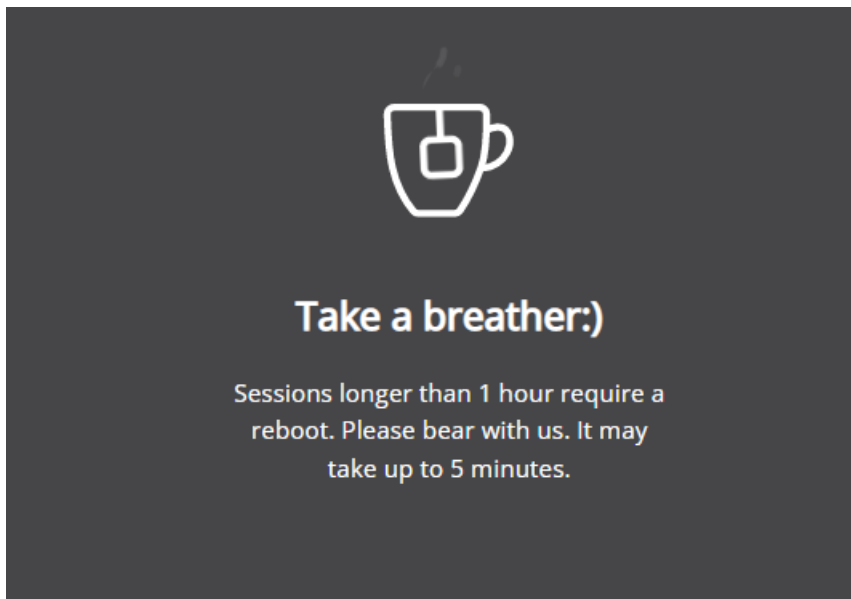 Take a breather:)
Sessions longer than 1 hour require a
reboot. Please bear with us. It may
take up to 5 minutes.